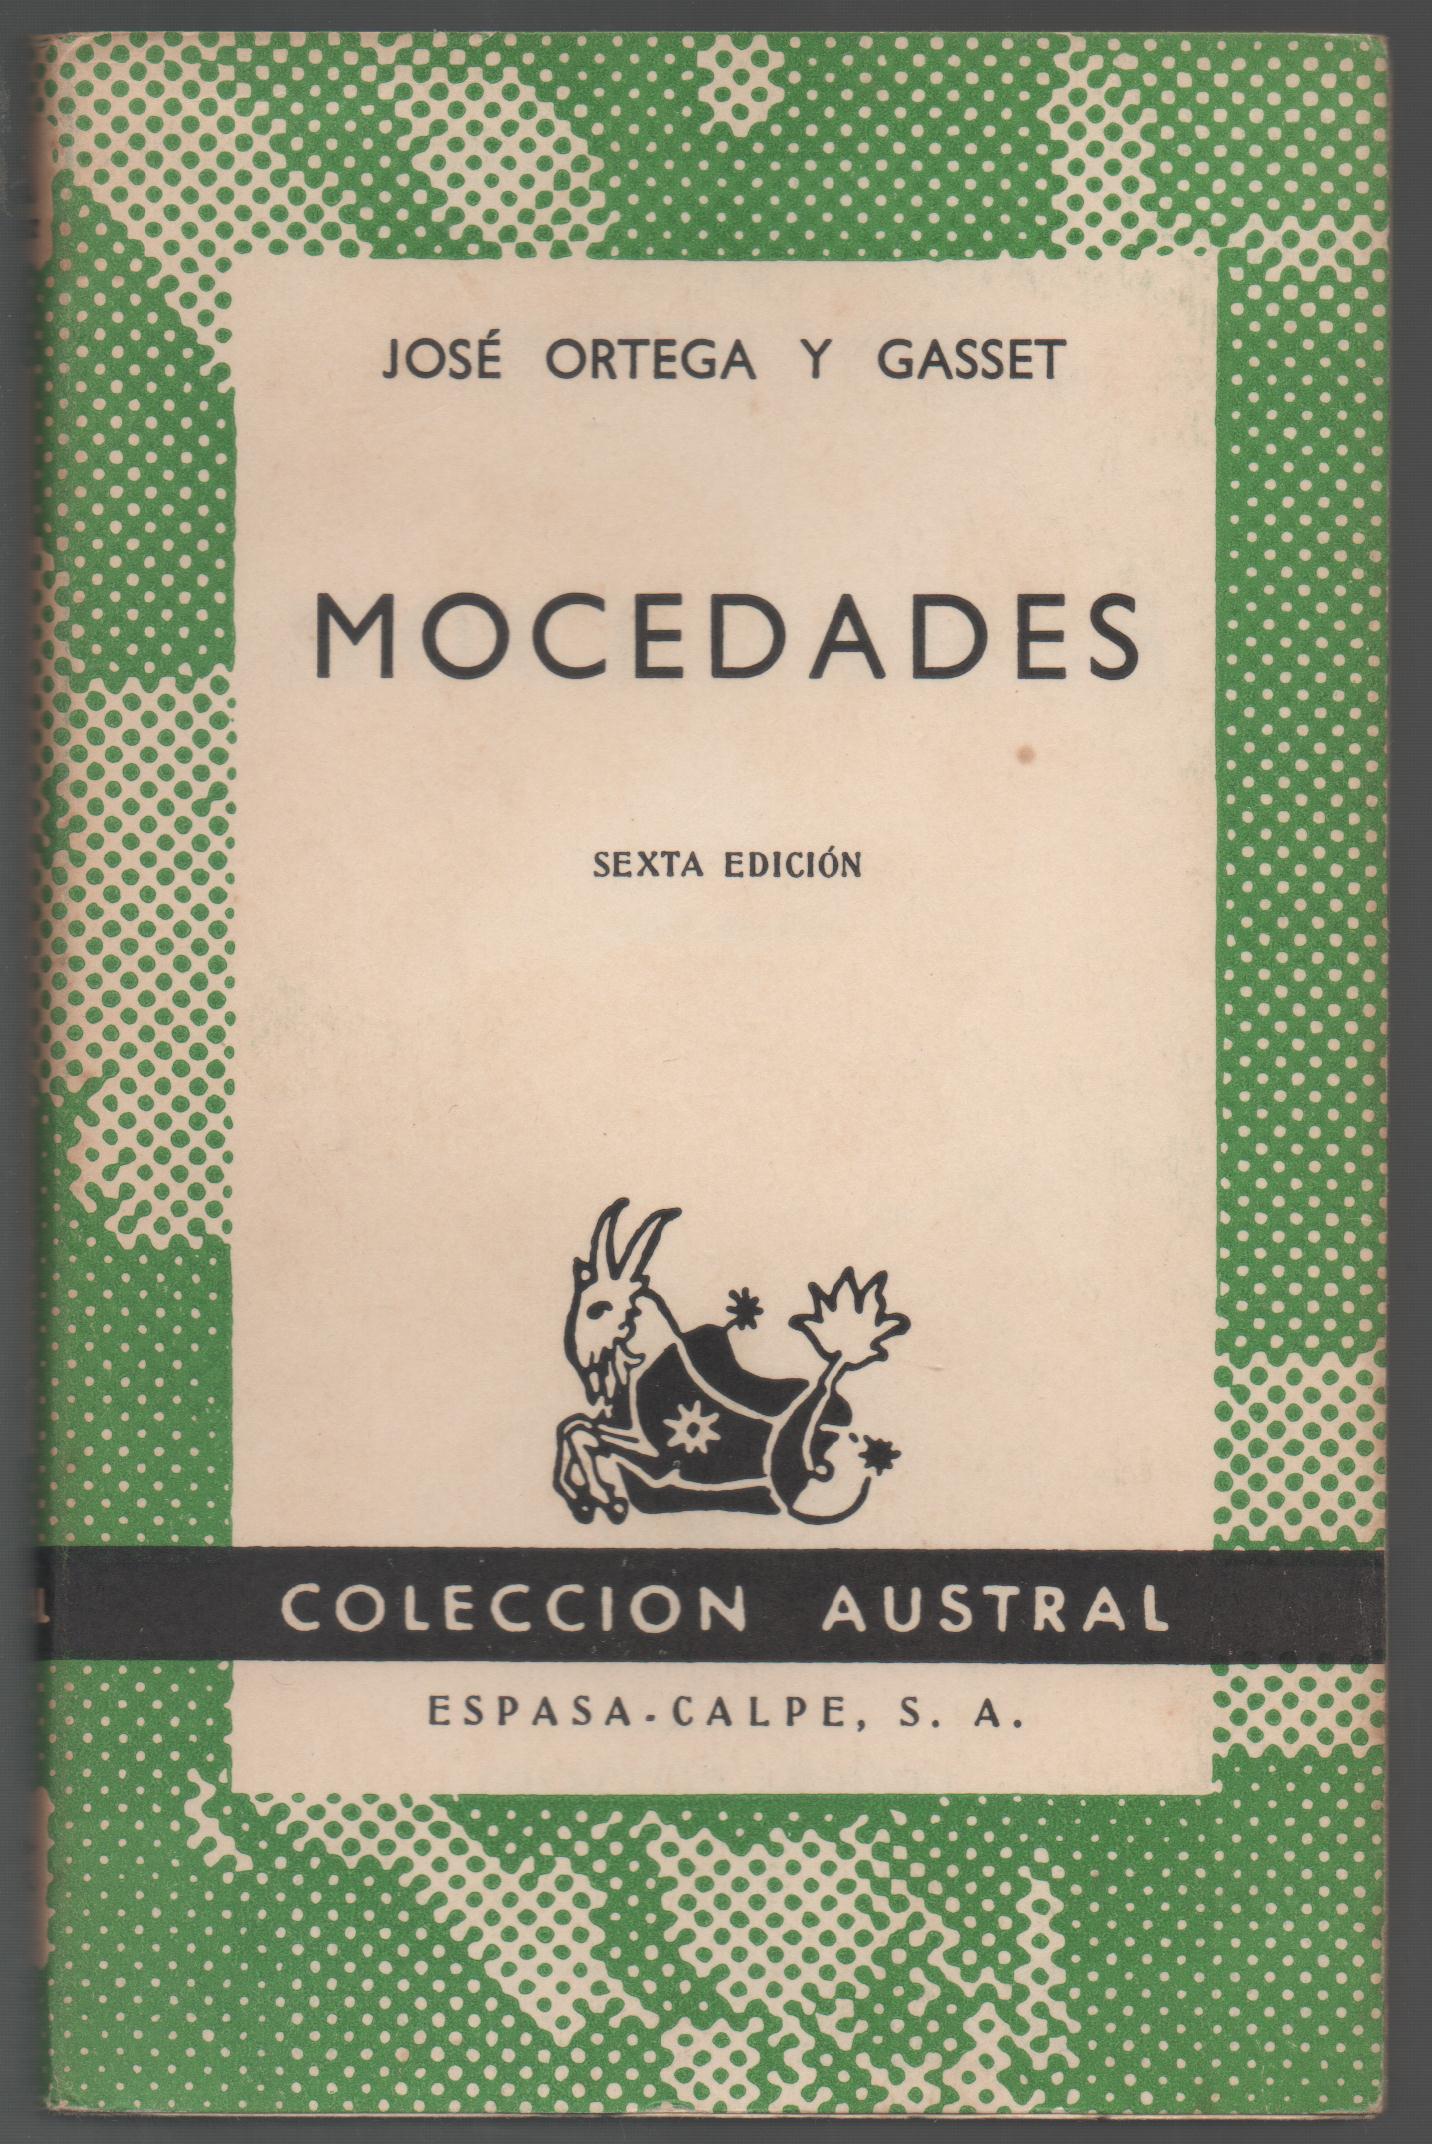 JOSÉ ORTEGA Y GASSET
MOCEDADES
SEXTA EDICIÓN
COLECCION AUSTRAL
ESPASA-CALPE, S. A.